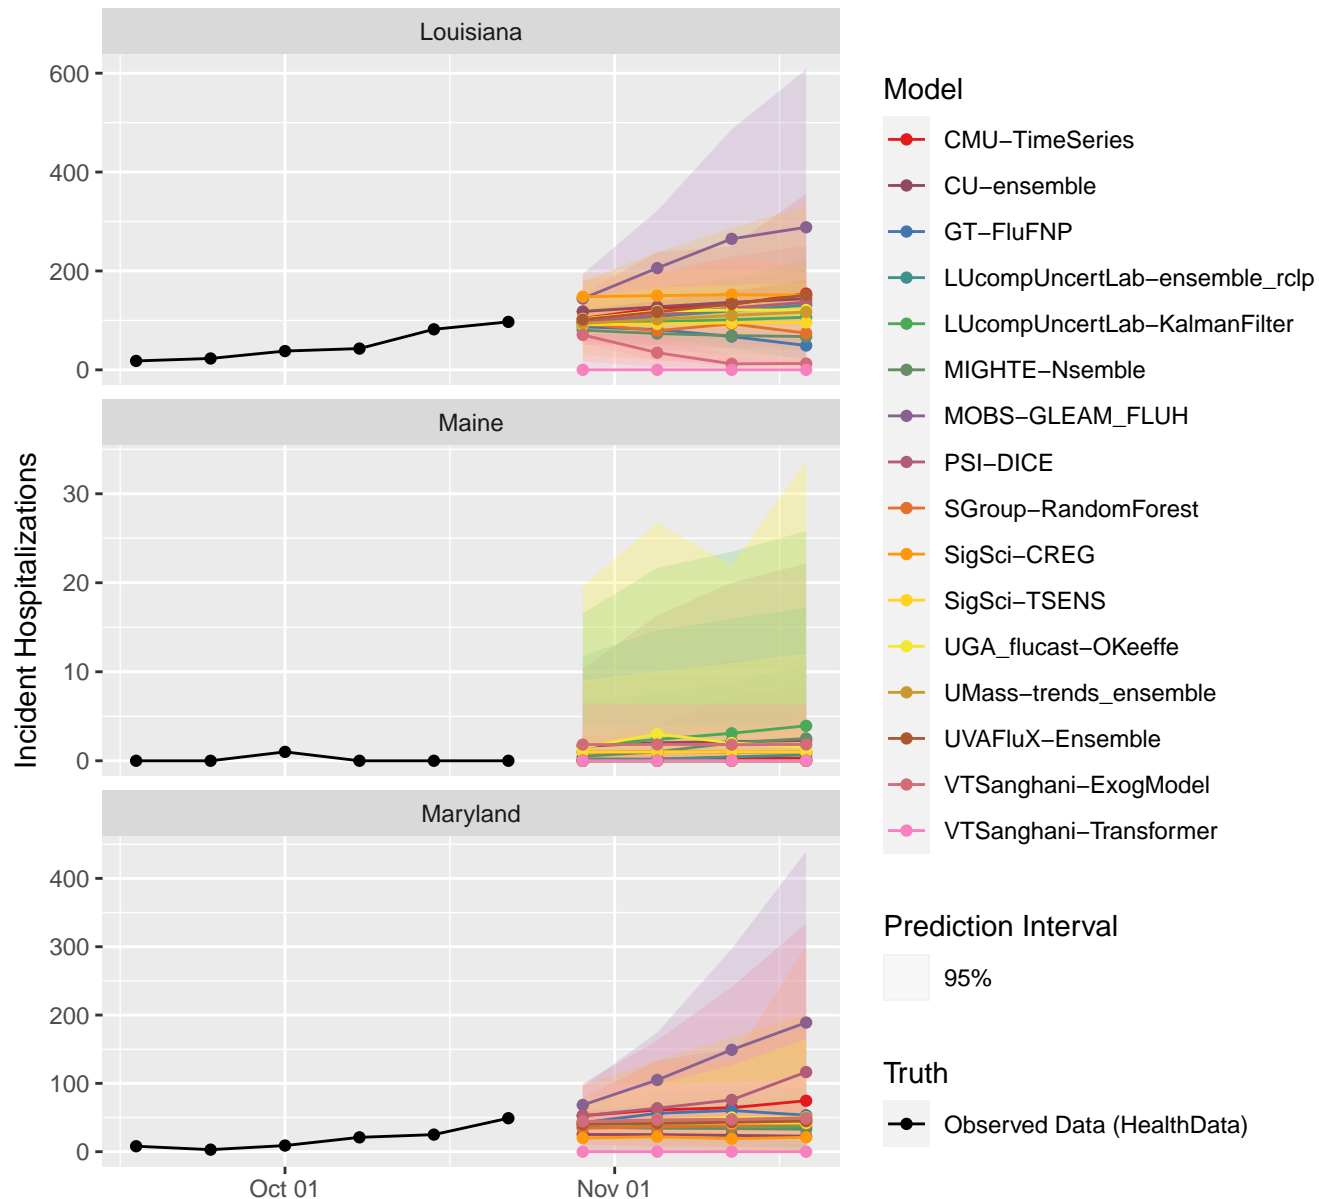 Louisiana
600
400
200
0
Maine
30
20
10
0
Maryland
400
300
200
100
0
Oct 01
Nov 01
Incident Hospitalizations
Model
CMU−TimeSeries
CU−ensemble
GT−FluFNP
LUcompUncertLab−ensemble_rclp
LUcompUncertLab−KalmanFilter
MIGHTE−Nsemble
MOBS−GLEAM_FLUH
PSI−DICE
SGroup−RandomForest
SigSci−CREG
SigSci−TSENS
UGA_flucast−OKeeffe
UMass−trends_ensemble
UVAFluX−Ensemble
VTSanghani−ExogModel
VTSanghani−Transformer
Prediction Interval
95%
Truth
Observed Data (HealthData)